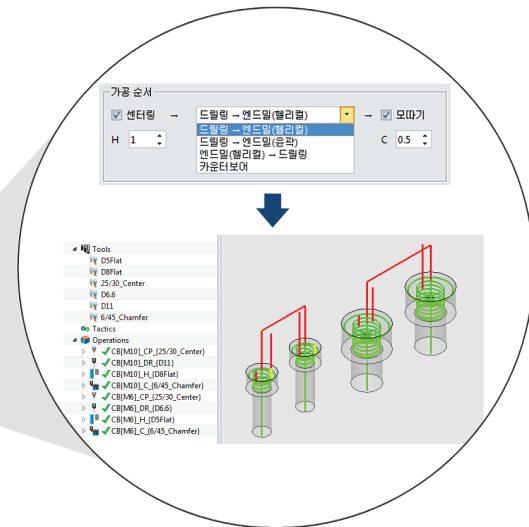 가공 순서
센터링 → 드릴링 → 엔드밀(헬리컬) → 모따기
H 1 드릴링 → 엔드밀(헬리컬) C 0.5
드릴링 → 엔드밀(윤곽)
엔드밀(헬리컬) → 드릴링
카운터보어
Tools
D5Flat
D8Flat
25/30_Center
D6.6
D11
6/45_Chamfer
Tactics
Operations
CB[M10]_CP_{25/30_Center}
CB[M10]_DR_{D11}
CB[M10]_H_{D8Flat}
CB[M10]_C_{6/45_Chamfer}
CB[M6]_CP_{25/30_Center}
CB[M6]_DR_{D6.6}
CB[M6]_H_{D5Flat}
CB[M6]_C_{6/45_Chamfer}